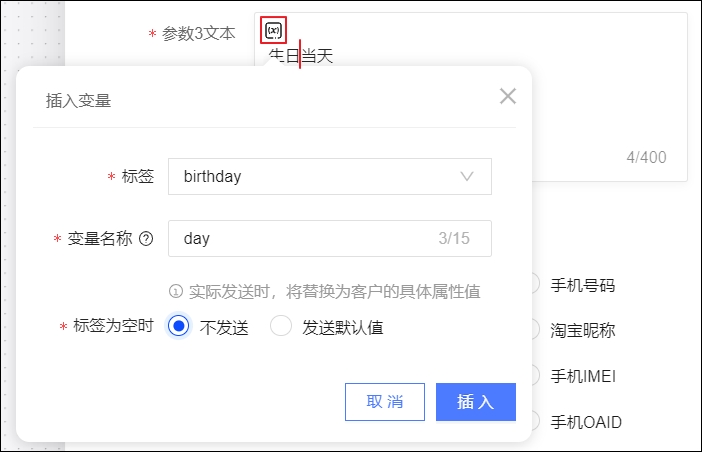 * 参数3文本
{x}
生日当天
4/400
插入变量
* 标签
birthday
* 变量名称
day
3/15
实际发送时，将替换为客户的具体属性值
* 标签为空时
不发送
发送默认值
取消
插入
手机号码
淘宝昵称
手机IMEI
手机OAID